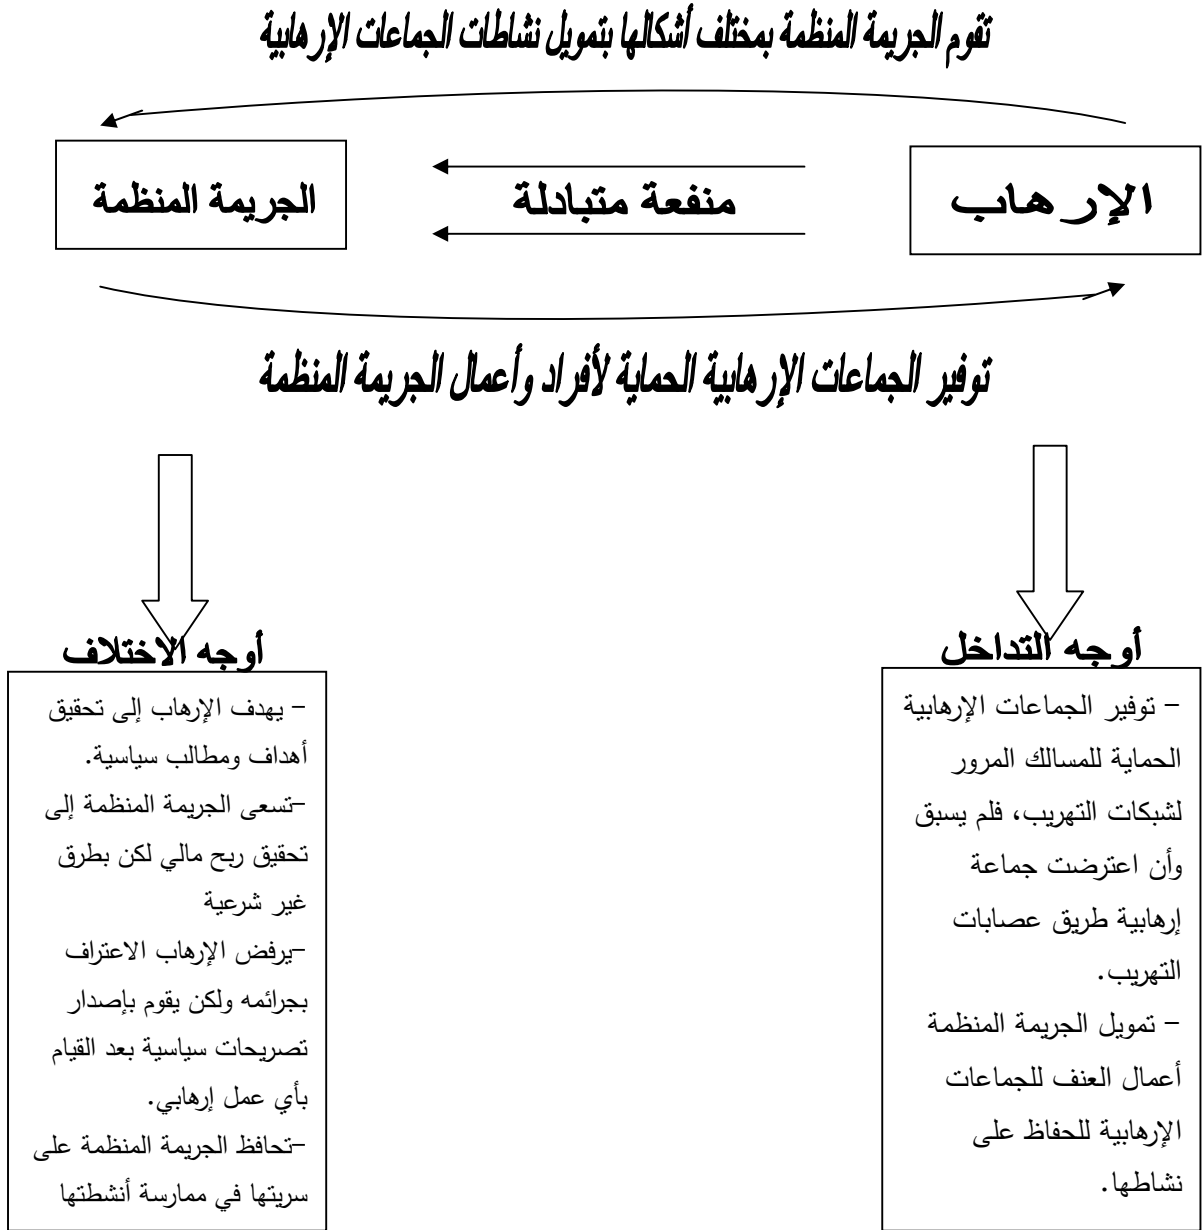 تقوم الجريمة المنظمة بمختلف أشكالها بتمويل نشاطات الجماعات الإرهابية
الإرهاب
منفعة متبادلة
الجريمة المنظمة
توفير الجماعات الإرهابية الحماية لأفراد وأعمال الجريمة المنظمة
أوجه التداخل
- توفير الجماعات الإرهابية
الحماية للمسالك المرور
لشبكات التهريب، فلم يسبق
وأن اعترضت جماعة
إرهابية طريق عصابات
التهريب.
- تمويل الجريمة المنظمة
أعمال العنف للجماعات
الإرهابية للحفاظ على
نشاطها.
أوجه الاختلاف
- يهدف الإرهاب إلى تحقيق
أهداف ومطالب سياسية.
-تسعى الجريمة المنظمة إلى
تحقيق ربح مالي لكن بطرق
غير شرعية
-يرفض الإرهاب الاعتراف
بجرائمه ولكن يقوم بإصدار
تصريحات سياسية بعد القيام
بأي عمل إرهابي.
-تحافظ الجريمة المنظمة على
سريتها في ممارسة أنشطتها